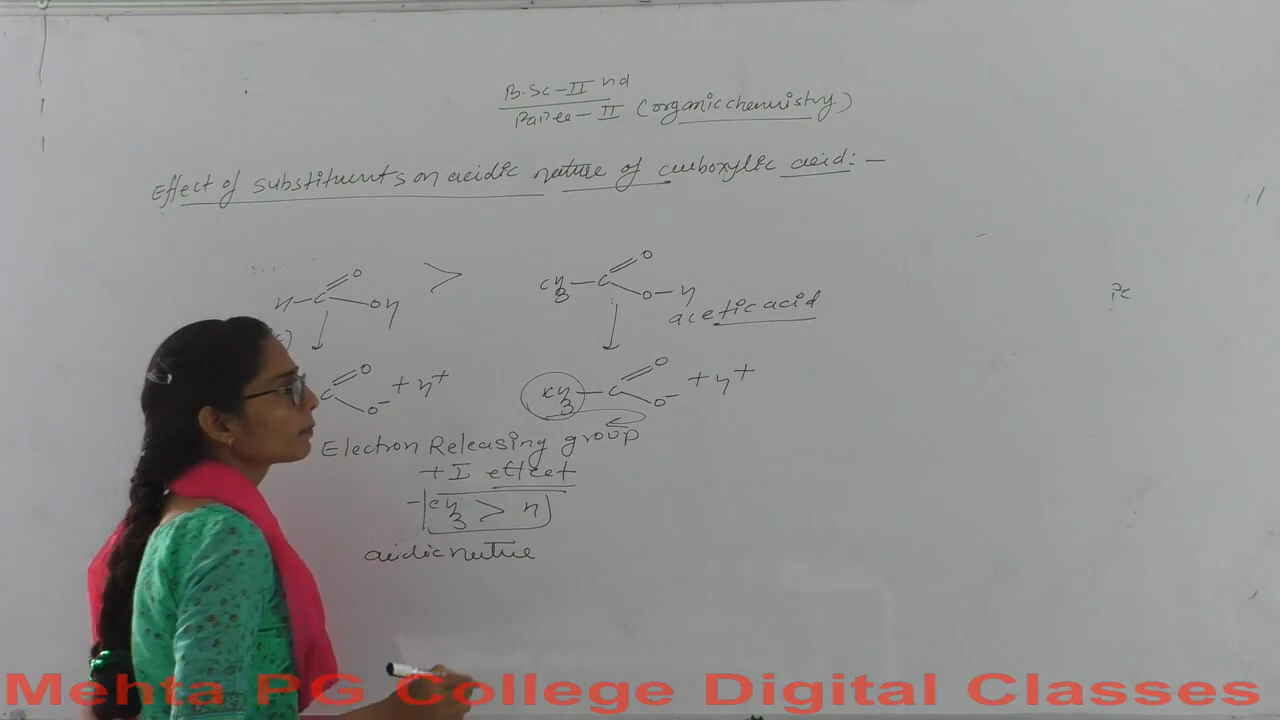 B.Sc-II nd
Paper-II (organic chemistry)
Effect of substituents on acidic nature of carboxylic acid:-
H-C=O OH > CH3-C=O O-H
acetic acid
C=O O- + H+ CH3-C=O O- + H+
Electron Releasing group
+ I effect
-CH3 > H
acidic nature
Mehta PG College Digital Classes